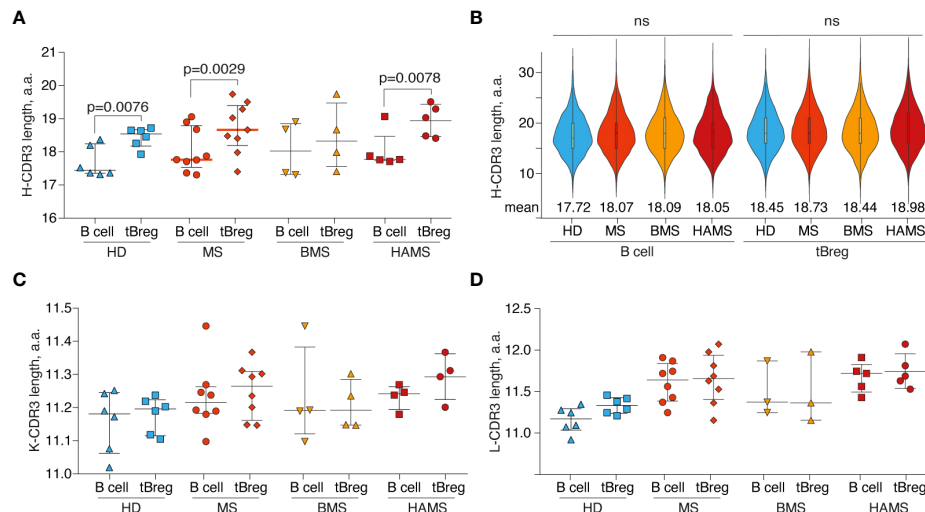 A
H-CDR3 length, a.a.
21
20
19
18
17
16
p=0.0076
p=0.0029
p=0.0078
B cell tBreg B cell tBreg B cell tBreg B cell tBreg
HD MS BMS HAMS
B
ns ns
H-CDR3 length, a.a.
30
20
10
mean 17.72 18.07 18.09 18.05 18.45 18.73 18.44 18.98
HD MS BMS HAMS HD MS BMS HAMS
B cell tBreg
C
K-CDR3 length, a.a.
11.5
11.4
11.3
11.2
11.1
11.0
B cell tBreg B cell tBreg B cell tBreg B cell tBreg
HD MS BMS HAMS
D
L-CDR3 length, a.a.
12.5
12.0
11.5
11.0
B cell tBreg B cell tBreg B cell tBreg B cell tBreg
HD MS BMS HAMS